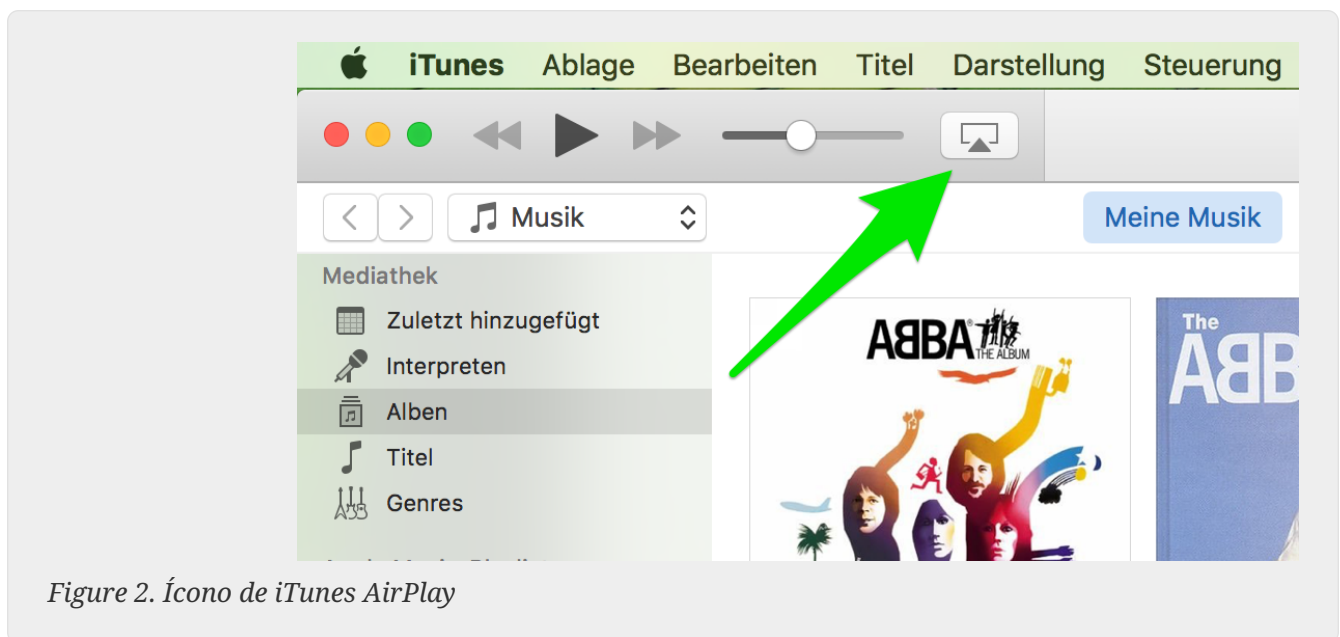 iTunes Ablage Bearbeiten Titel Darstellung Steuerung
Musik
Meine Musik
Mediathek
Zuletzt hinzugefügt
Interpreten
Alben
Titel
Genres
ABBA
THE ALBUM
The
ABB
Figure 2. Ícono de iTunes AirPlay